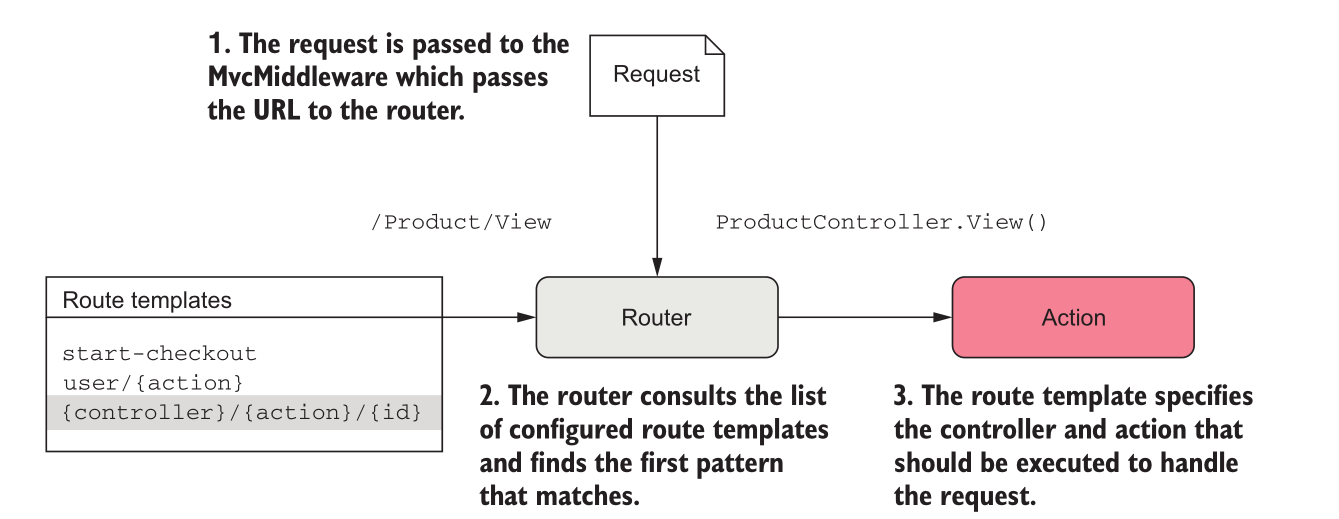 1. The request is passed to the
MvcMiddleware which passes
the URL to the router.
Request
/Product/View
ProductController.View()
Route templates
start-checkout
user/{action}
{controller}/{action}/{id}
Router
Action
2. The router consults the list
of configured route templates
and finds the first pattern
that matches.
3. The route template specifies
the controller and action that
should be executed to handle
the request.